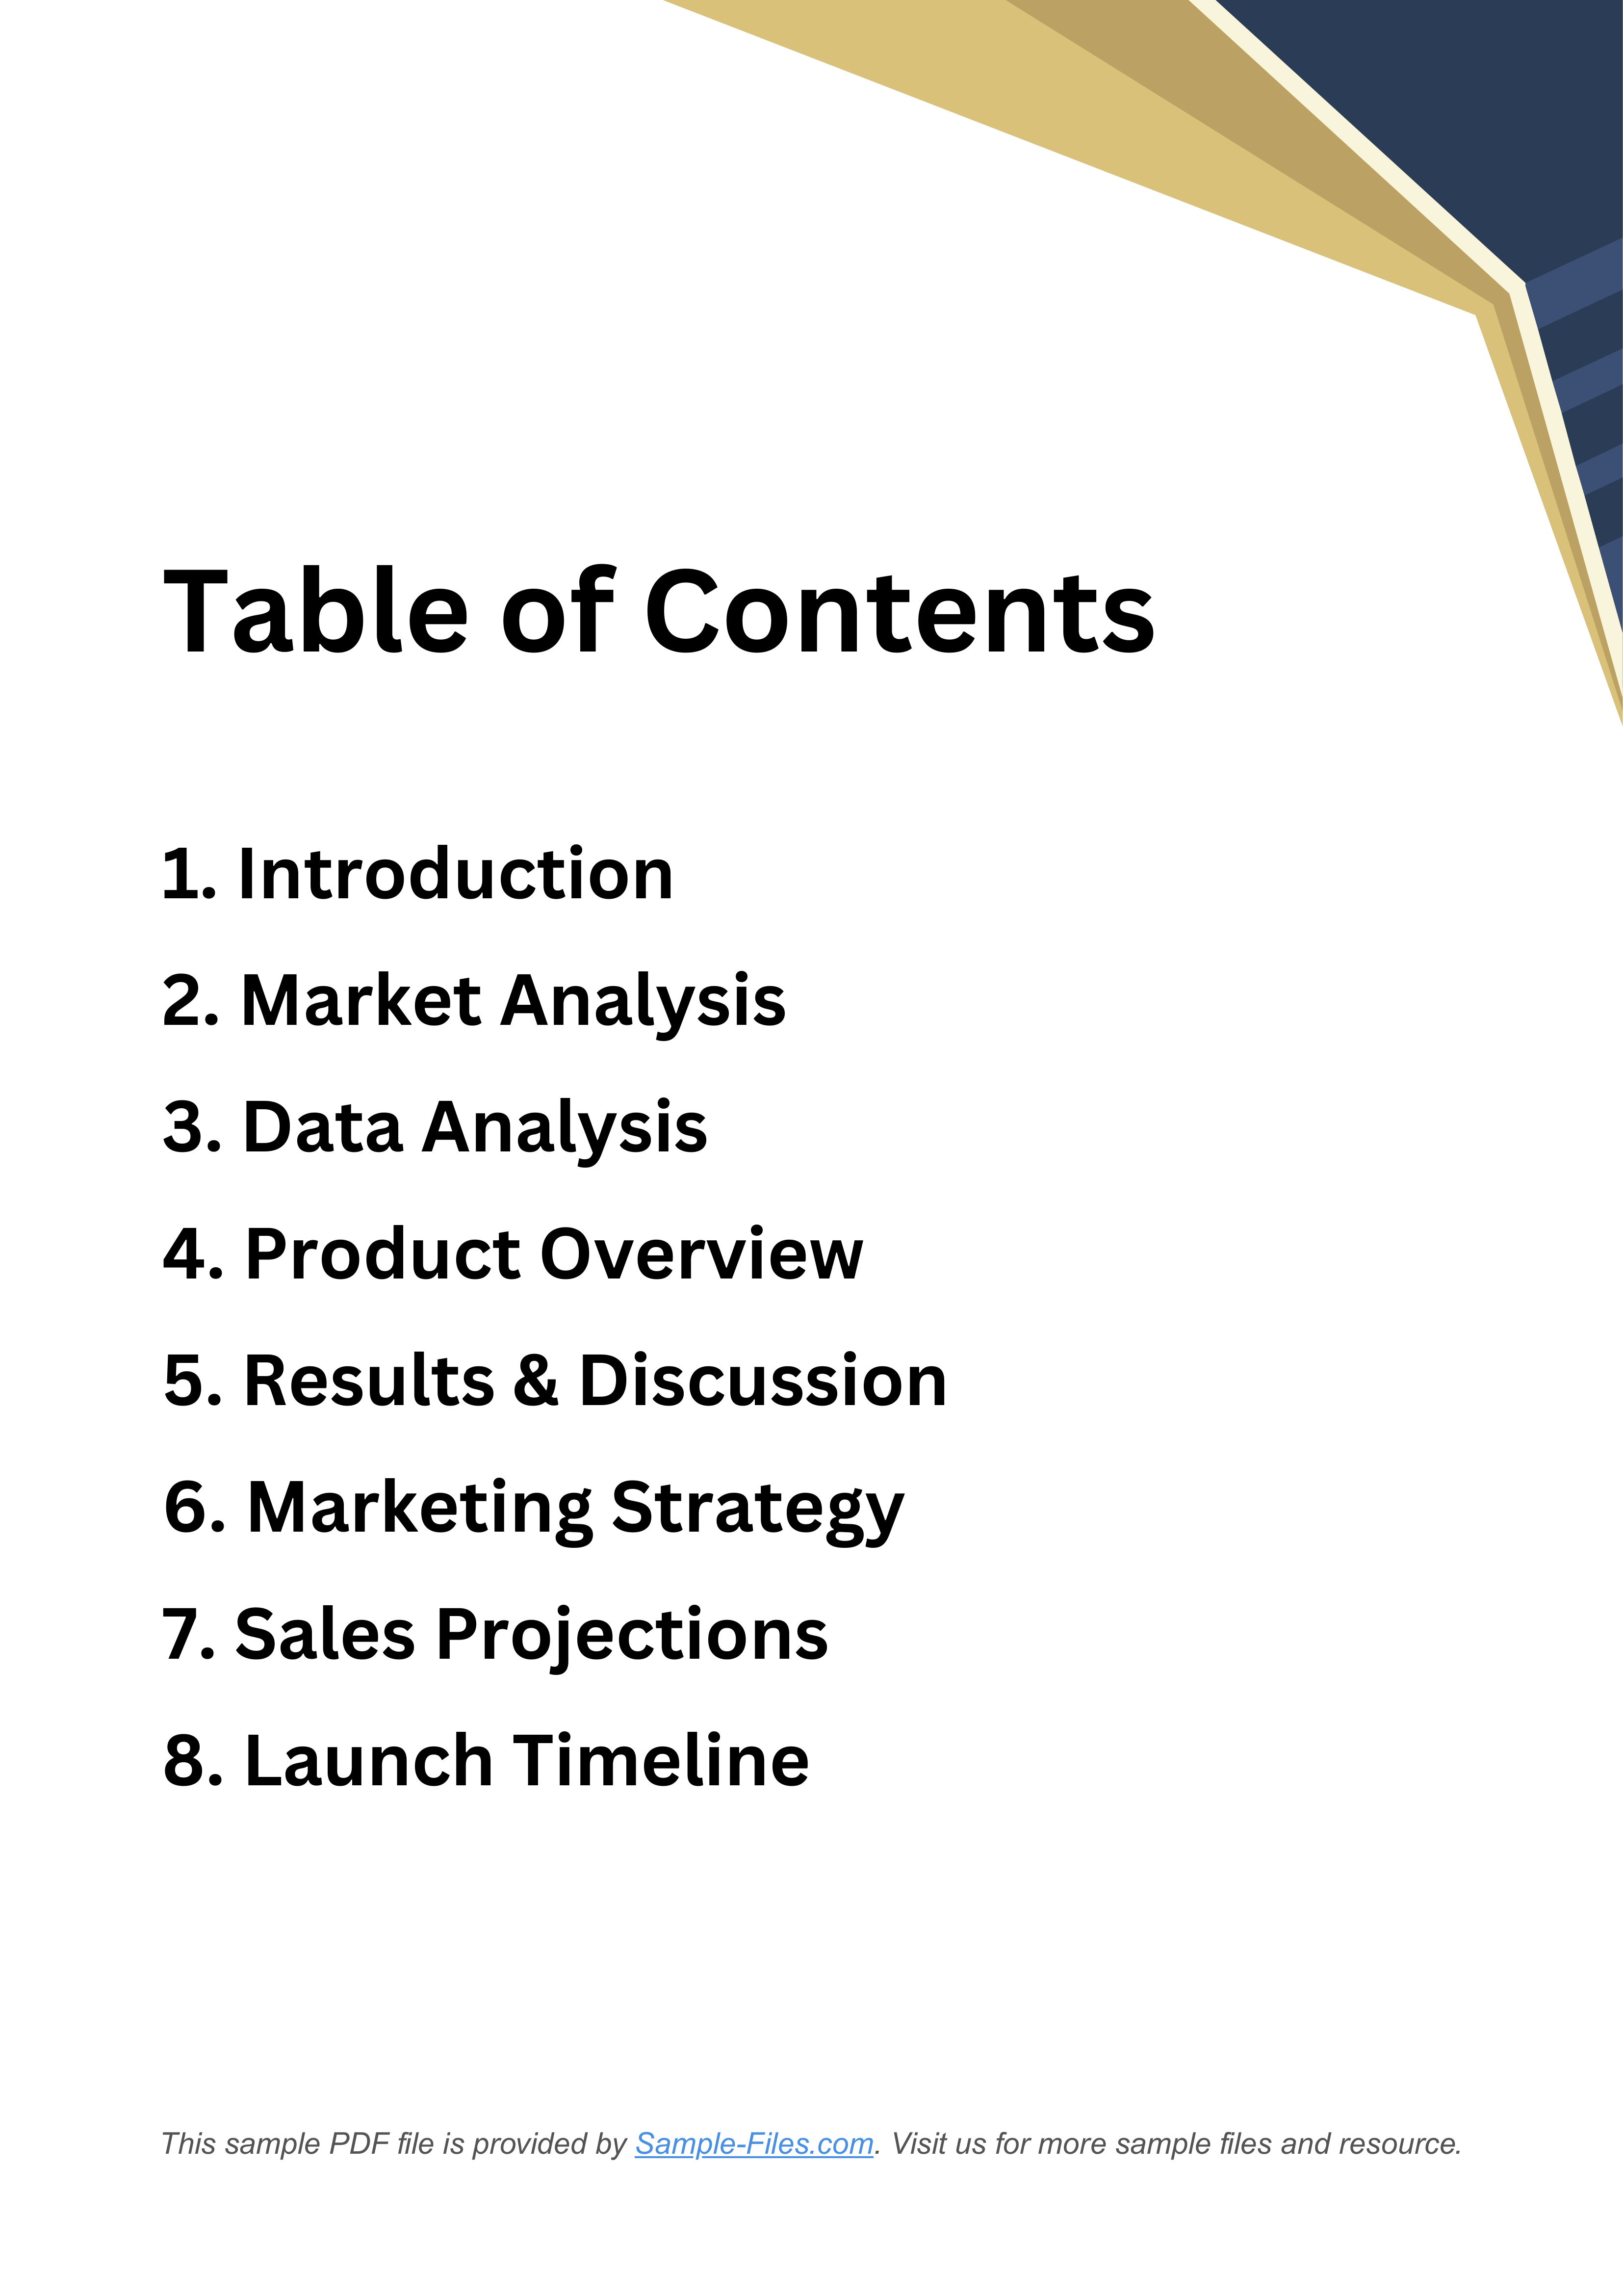 Table of Contents
1. Introduction
2. Market Analysis
3. Data Analysis
4. Product Overview
5. Results & Discussion
6. Marketing Strategy
7. Sales Projections
8. Launch Timeline
This sample PDF file is provided by Sample-Files.com. Visit us for more sample files and resource.